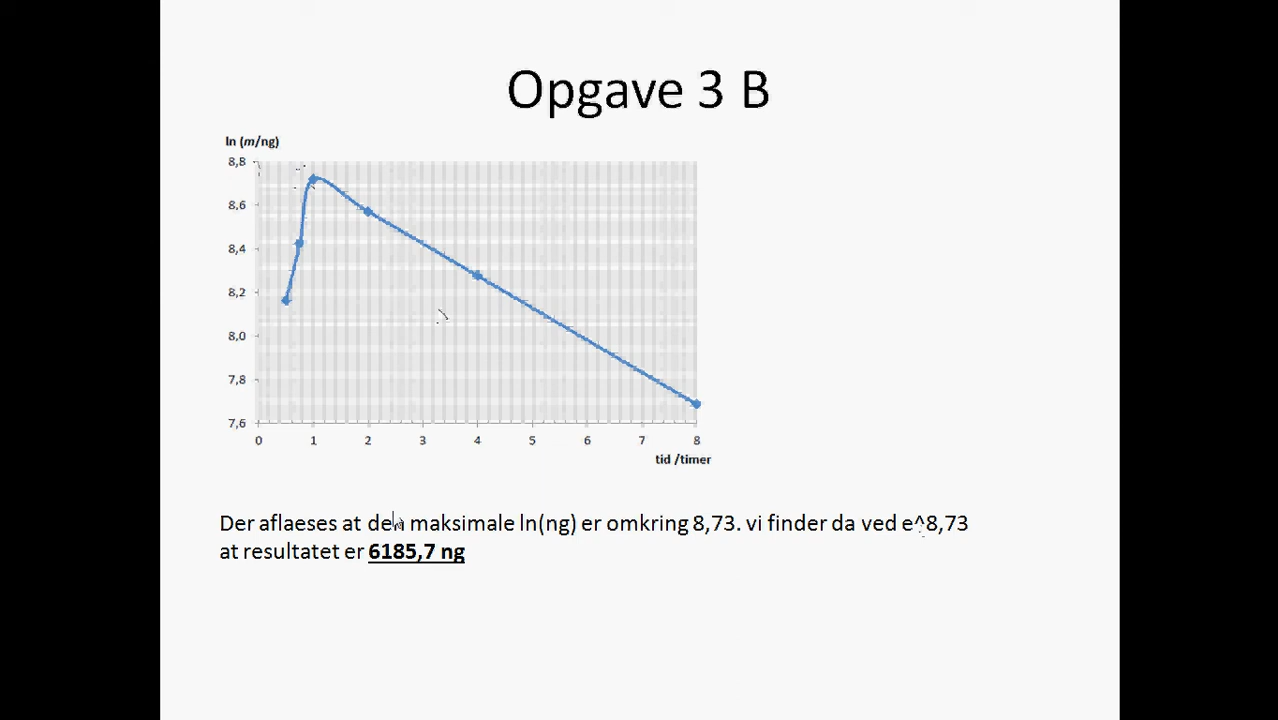 Opgave 3 B
ln (m/ng)
8,8
8,6
8,4
8,2
8,0
7,8
7,6
0 1 2 3 4 5 6 7 8
tid /timer
Der aflaeses at den maksimale ln(ng) er omkring 8,73. vi finder da ved e^8,73
at resultatet er 6185,7 ng